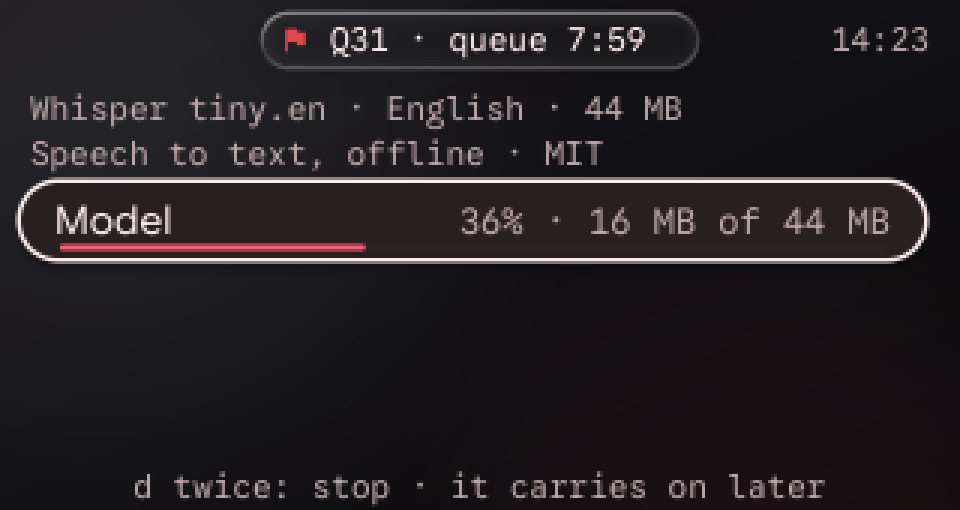 Q31 · queue 7:59
14:23
Whisper tiny.en · English · 44 MB
Speech to text, offline · MIT
Model 36% · 16 MB of 44 MB
d twice: stop · it carries on later